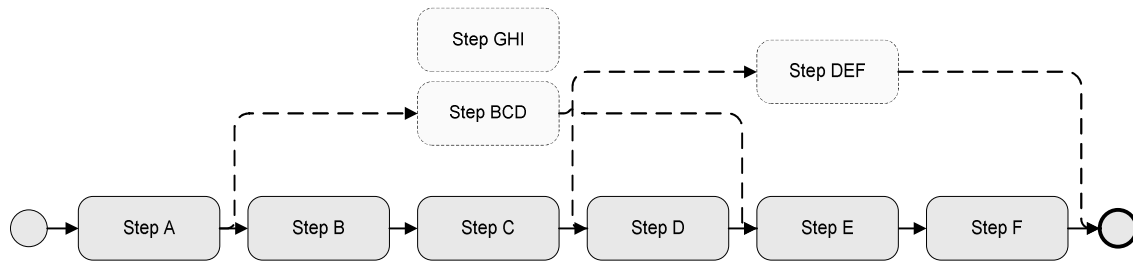 Step GHI
Step DEF
Step BCD
Step A
Step B
Step C
Step D
Step E
Step F